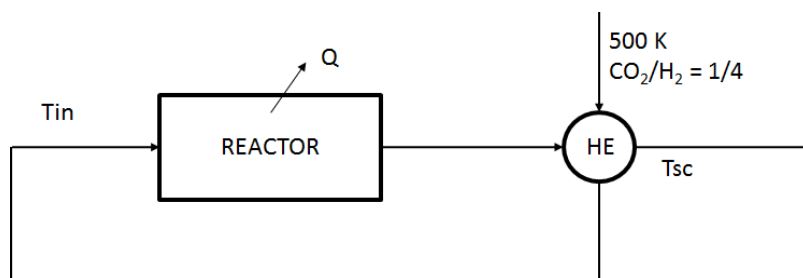 500 K
CO₂/H₂ = 1/4
Q
Tin
REACTOR
HE
Tsc